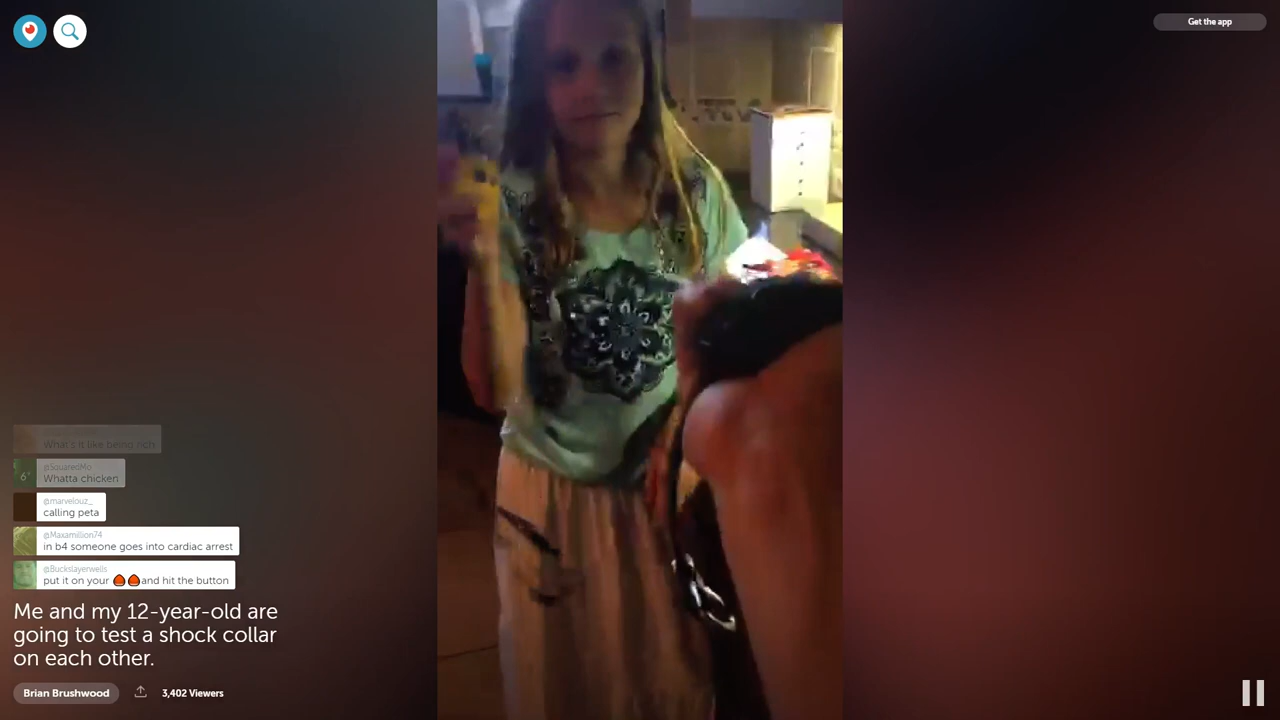 Get the app
What's it like being rich
@SquaredMo
Whatta chicken
@marvelouz_
calling peta
@Maxamillion74
in b4 someone goes into cardiac arrest
@Buckslayerwells
put it on your 🌰🌰and hit the button
Me and my 12-year-old are
going to test a shock collar
on each other.
Brian Brushwood
3,402 Viewers